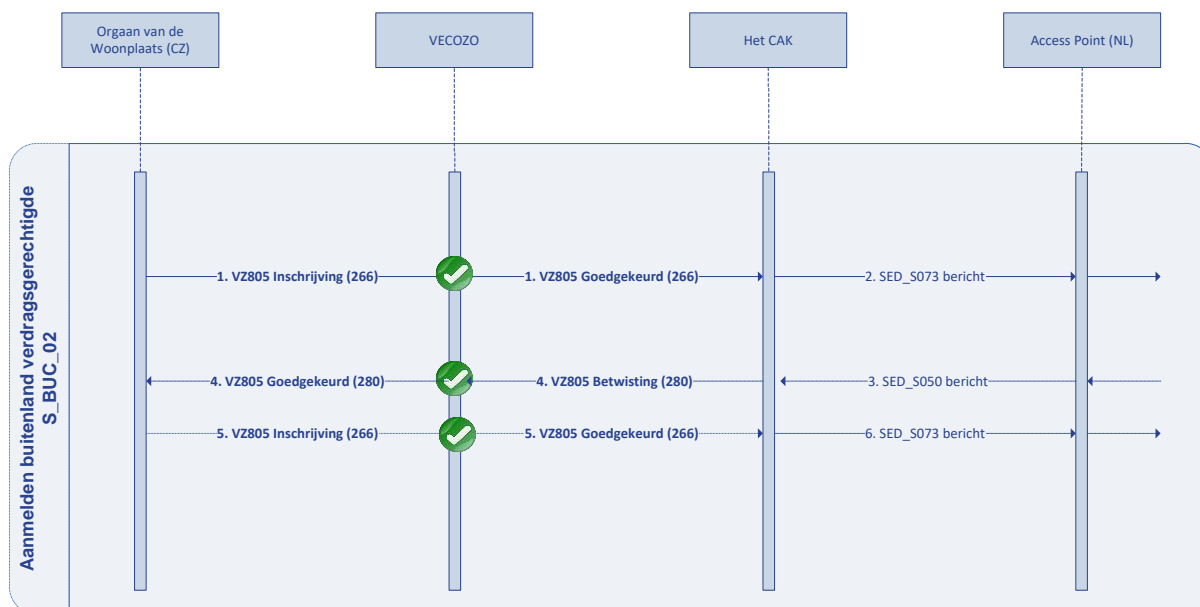 Orgaan van de
Woonplaats (CZ)
VECOZO
Het CAK
Access Point (NL)
Aanmelden buitenland verdragsgerechtigde
S_BUC_02
1. VZ805 Inschrijving (266)
1. VZ805 Goedgekeurd (266)
2. SED_S073 bericht
4. VZ805 Goedgekeurd (280)
4. VZ805 Betwisting (280)
3. SED_S050 bericht
5. VZ805 Inschrijving (266)
5. VZ805 Goedgekeurd (266)
6. SED_S073 bericht